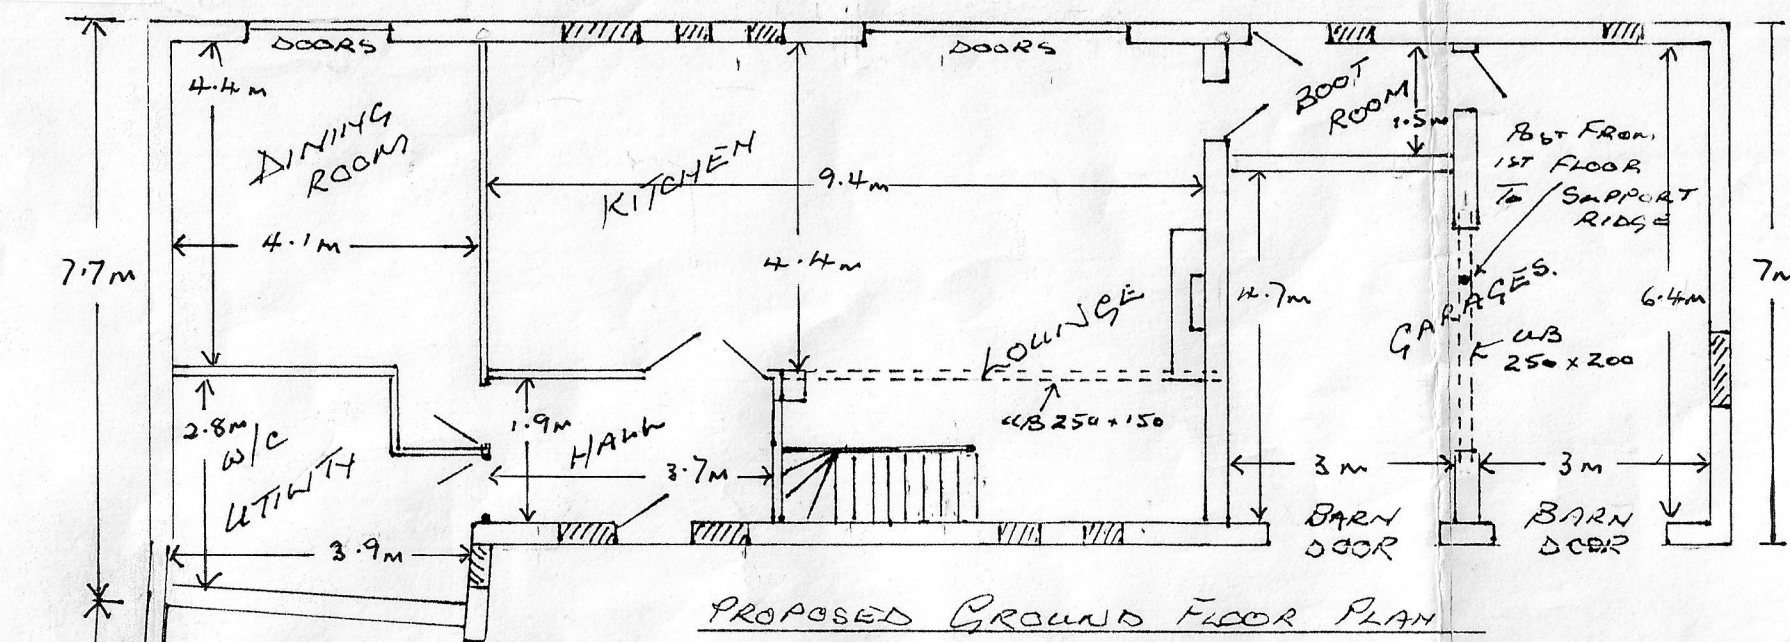 DOORS
DOORS
4.4m
DINING
ROOM
KITCHEN
BOOT
ROOM
1.5m
POST FROM
1ST FLOOR
TO SUPPORT
RIDGE
9.4m
4.1m
7.7m
4.4m
LOUNGE
4.7m
GARAGES.
6.4m
7m
UB
250 x 200
2.8m
W/C
UTILITY
1.9m
HALL
3.7m
UB 250 x 150
3m
3m
BARN
DOOR
BARN
DOOR
3.9m
PROPOSED GROUND FLOOR PLAN